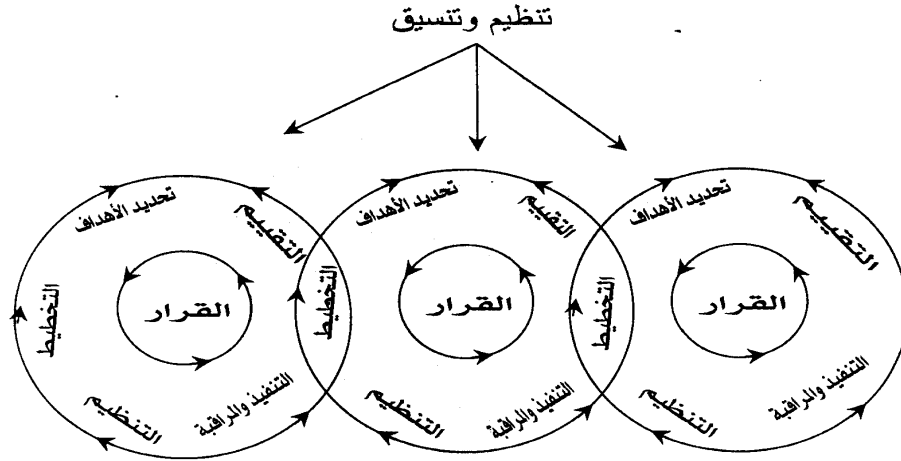 تنظيم وتنسيق
تحديد الأهداف
التقييم
التخطيط
القرار
التنظيم
التنفيذ والمراقبة
تحديد الأهداف
التقييم
التخطيط
القرار
التنظيم
التنفيذ والمراقبة
تحديد الأهداف
التقييم
التخطيط
القرار
التنظيم
التنفيذ والمراقبة